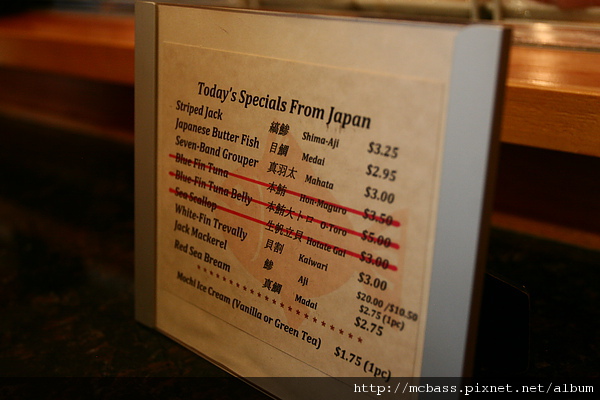 Today's Specials From Japan
Striped Jack 縞鯵 Shima-Aji $3.25
Japanese Butter Fish 目鯛 Medai $2.95
Seven-Band Grouper 真羽太 Mahata $3.00
Blue Fin Tuna 本鮪 Hon-Maguro $3.50
Blue-Fin Tuna Belly 本鮪大トロ O-Toro $5.00
Sea Scallop 生帆立貝 Hotate Gai $3.00
White-Fin Trevally 貝割 Kaiwari $3.00
Jack Mackerel 鯵 Aji $20.00 /$10.50
$2.75 (1pc)
Red Sea Bream 真鯛 Madai $2.75
* * * * * * * * * * * * * * * * * * * *
Mochi Ice Cream (Vanilla or Green Tea) $1.75 (1pc)
http://mcbass.pixnet.net/album